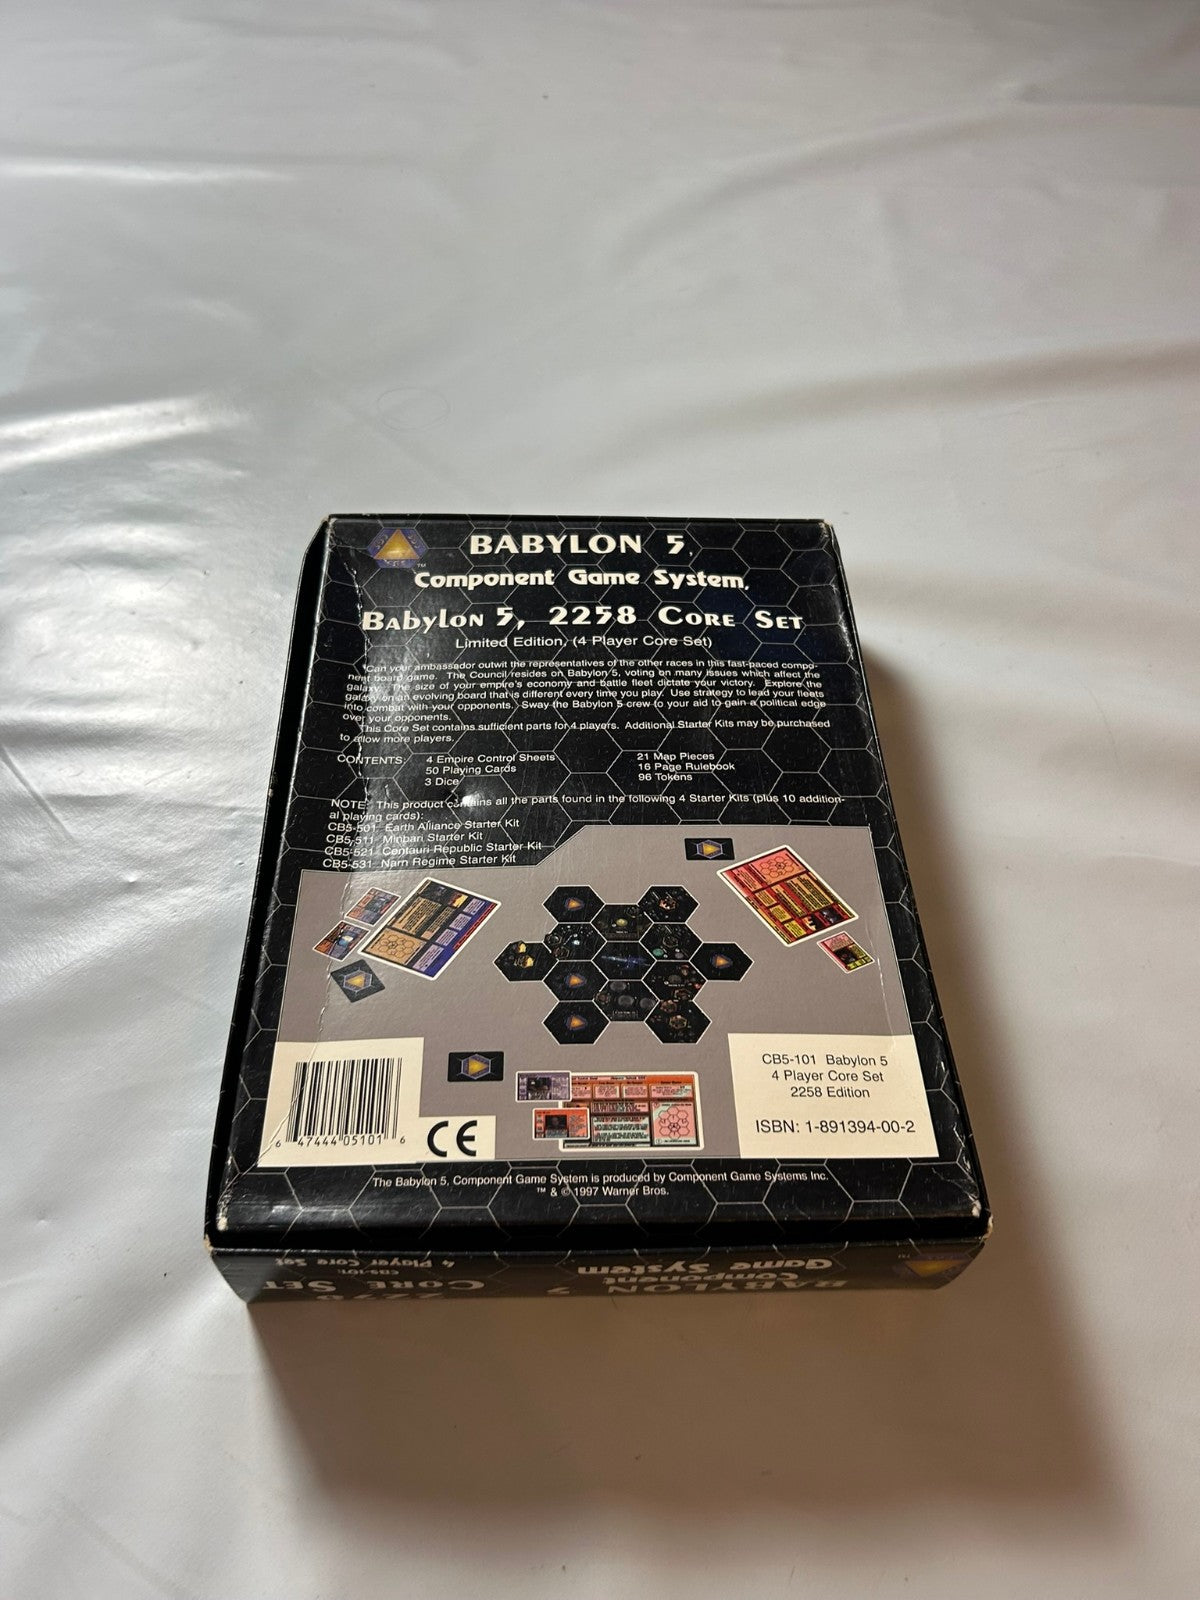 BABYLON 5
TM
Component Game System
Babylon 5, 2258 Core Set
Limited Edition, (4 Player Core Set)
Can your ambassador outwit the representatives of the other races in this fast-paced compo-
nent board game. The Council resides on Babylon 5, voting on many issues which affect the
galaxy. The size of your empire's economy and battle fleet dictate your victory. Explore the
galaxy on an evolving board that is different every time you play. Use strategy to lead your fleets
into combat with your opponents. Sway the Babylon 5 crew to your aid to gain a political edge
over your opponents.
This Core Set contains sufficient parts for 4 players. Additional Starter Kits may be purchased
to allow more players.
CONTENTS: 4 Empire Control Sheets 21 Map Pieces
50 Playing Cards 16 Page Rulebook
3 Dice 96 Tokens
NOTE: This product contains all the parts found in the following 4 Starter Kits (plus 10 addition-
al playing cards):
CB5-501 Earth Alliance Starter Kit
CB5-511 Minbari Starter Kit
CB5-521 Centauri Republic Starter Kit
CB5-531 Narn Regime Starter Kit
6 47444 05101 6
CE
CB5-101 Babylon 5
4 Player Core Set
2258 Edition
ISBN: 1-891394-00-2
The Babylon 5, Component Game System is produced by Component Game Systems Inc.
™ & © 1997 Warner Bros.
BABYLON 5
Component
Game System
2258
Core Set
CB5-101:
4 Player Core Set